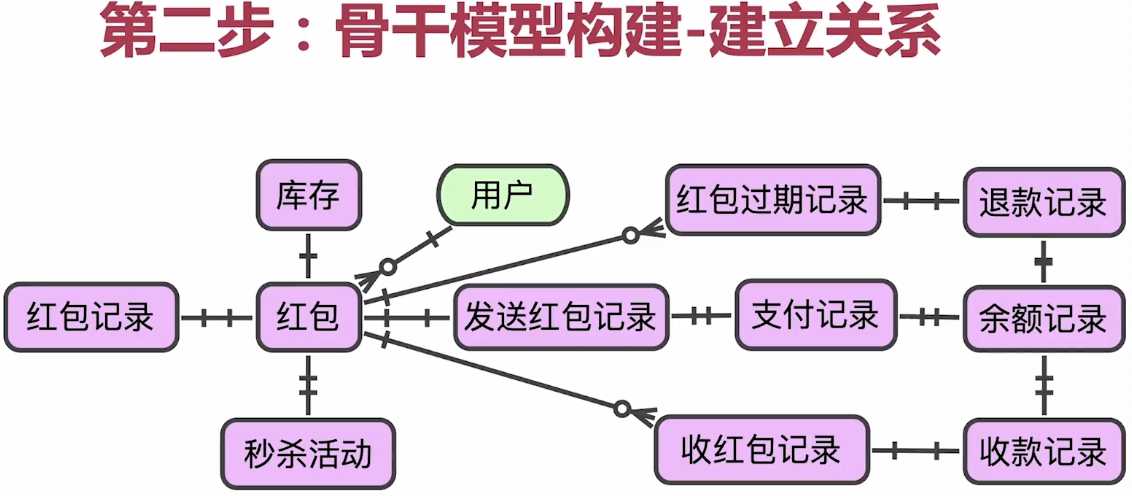 第二步：骨干模型构建-建立关系
库存
用户
红包过期记录
退款记录
红包记录
红包
发送红包记录
支付记录
余额记录
秒杀活动
收红包记录
收款记录